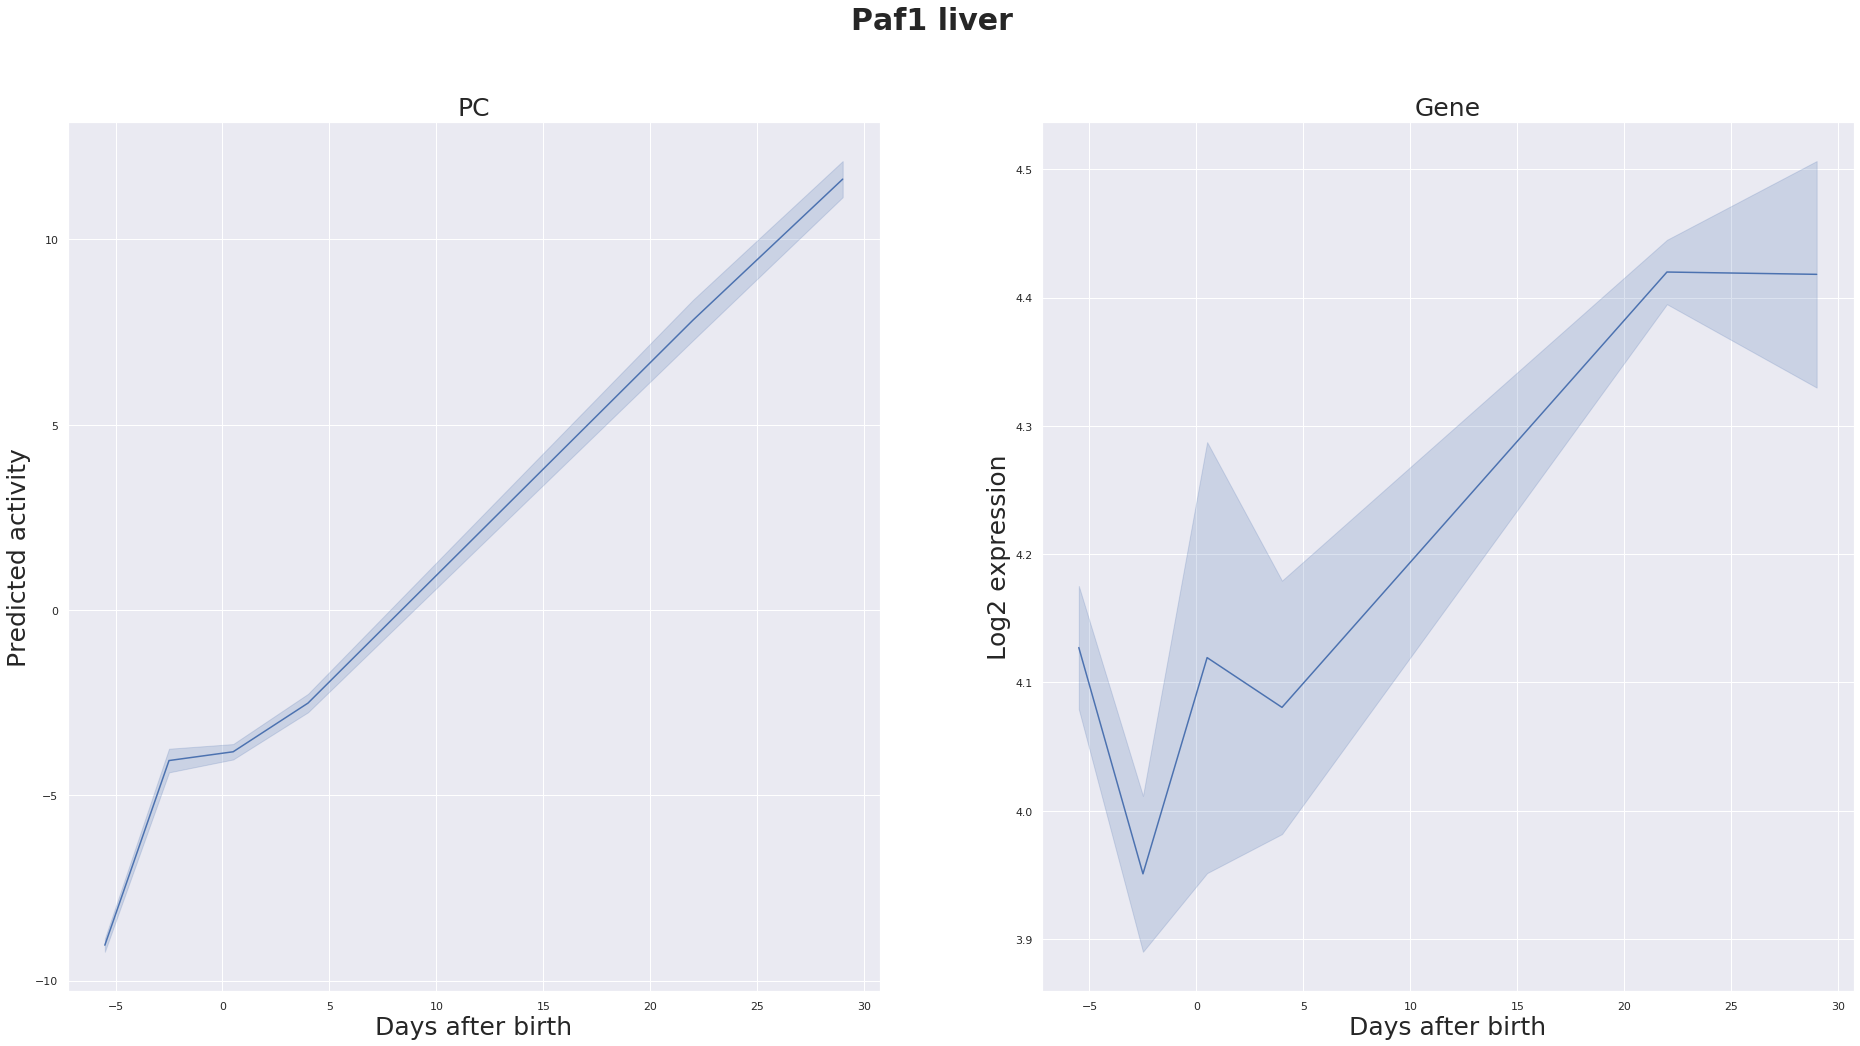 Paf1 liver
PC
Predicted activity
10
5
0
−5
−10
−5 0 5 10 15 20 25 30
Days after birth
Gene
Log2 expression
4.5
4.4
4.3
4.2
4.1
4.0
3.9
−5 0 5 10 15 20 25 30
Days after birth